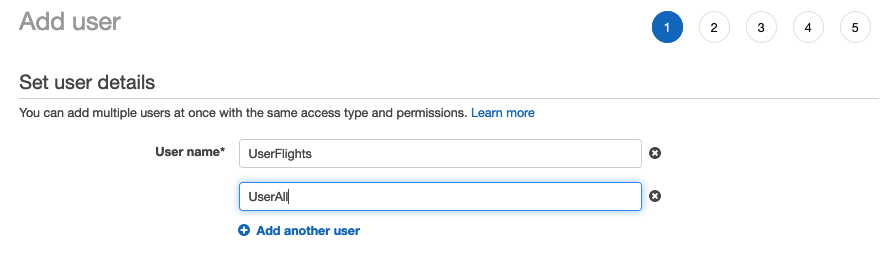 Add user
1 2 3 4 5
Set user details
You can add multiple users at once with the same access type and permissions. Learn more
User name* UserFlights
UserAll
Add another user